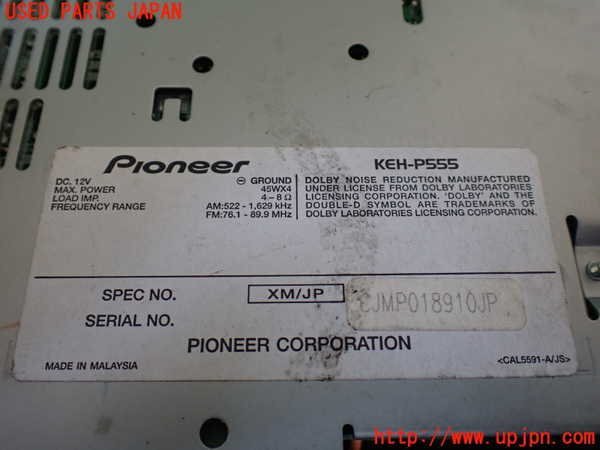 USED PARTS JAPAN
Pioneer
KEH-P555
DC. 12V ⊖ GROUND
MAX. POWER 45WX4
LOAD IMP. 4–8Ω
FREQUENCY RANGE AM:522 - 1,629 kHz
FM:76.1 - 89.9 MHz
DOLBY NOISE REDUCTION MANUFACTURED
UNDER LICENSE FROM DOLBY LABORATORIES
LICENSING CORPORATION. 'DOLBY' AND THE
DOUBLE-D SYMBOL ARE TRADEMARKS OF
DOLBY LABORATORIES LICENSING CORPORATION.
SPEC NO. XM/JP
SERIAL NO. CJMP018910JP
PIONEER CORPORATION
MADE IN MALAYSIA
<CAL5591-A/JS>
http://www.upjpn.com/